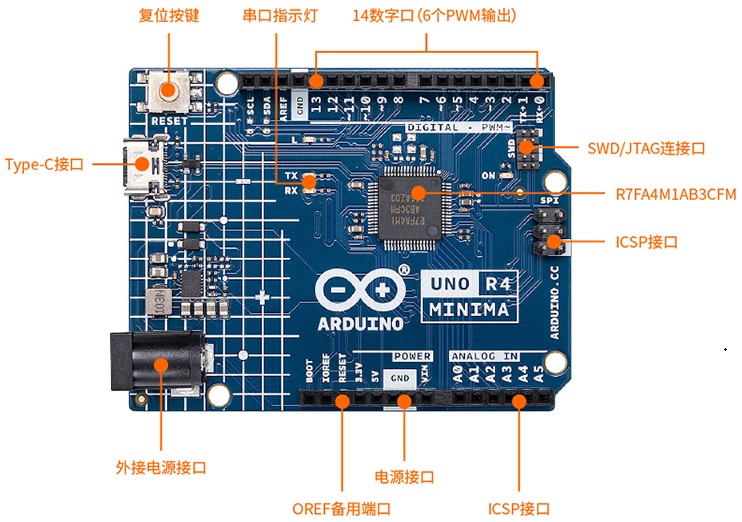 复位按键
串口指示灯
14数字口(6个PWM输出)
Type-C接口
SWD/JTAG连接口
R7FA4M1AB3CFM
ICSP接口
外接电源接口
OREF备用端口
电源接口
ICSP接口
RESET
SCL
SDA
AREF
GND
13
12
~11
~10
~9
8
7
~6
~5
4
~3
2
TX→1
RX←0
DIGITAL - PWM~
L
TX
RX
SWD
ON
SPI
R7FA4M1
AB3CFM
103N
®
ARDUINO
UNO R4
MINIMA
ARDUINO.CC
POWER
ANALOG IN
BOOT
IOREF
RESET
3.3V
5V
GND
VIN
A0
A1
A2
A3
A4
A5